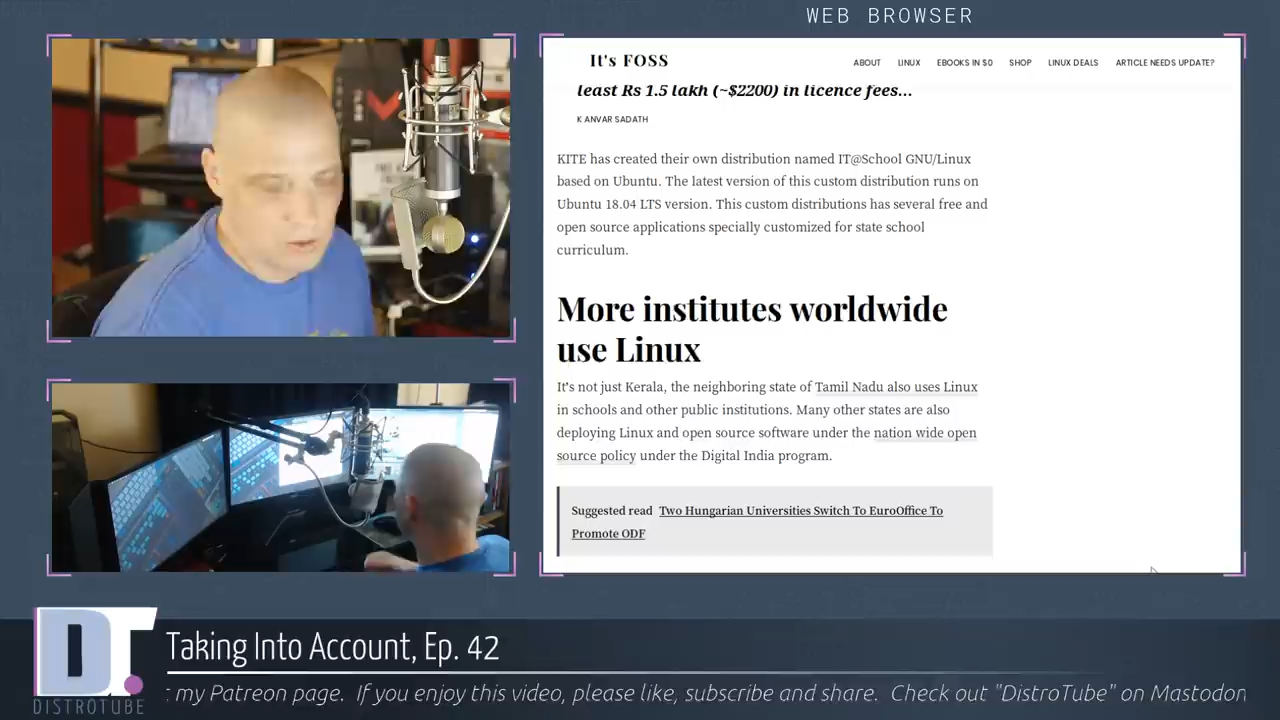 WEB BROWSER
It's FOSS
ABOUT LINUX EBOOKS IN $0 SHOP LINUX DEALS ARTICLE NEEDS UPDATE?
least Rs 1.5 lakh (~$2200) in licence fees...
K ANVAR SADATH
KITE has created their own distribution named IT@School GNU/Linux
based on Ubuntu. The latest version of this custom distribution runs on
Ubuntu 18.04 LTS version. This custom distributions has several free and
open source applications specially customized for state school
curriculum.
More institutes worldwide
use Linux
It's not just Kerala, the neighboring state of Tamil Nadu also uses Linux
in schools and other public institutions. Many other states are also
deploying Linux and open source software under the nation wide open
source policy under the Digital India program.
Suggested read Two Hungarian Universities Switch To EuroOffice To
Promote ODF
DT
DISTROTUBE
Taking Into Account, Ep. 42
my Patreon page. If you enjoy this video, please like, subscribe and share. Check out "DistroTube" on Mastodon